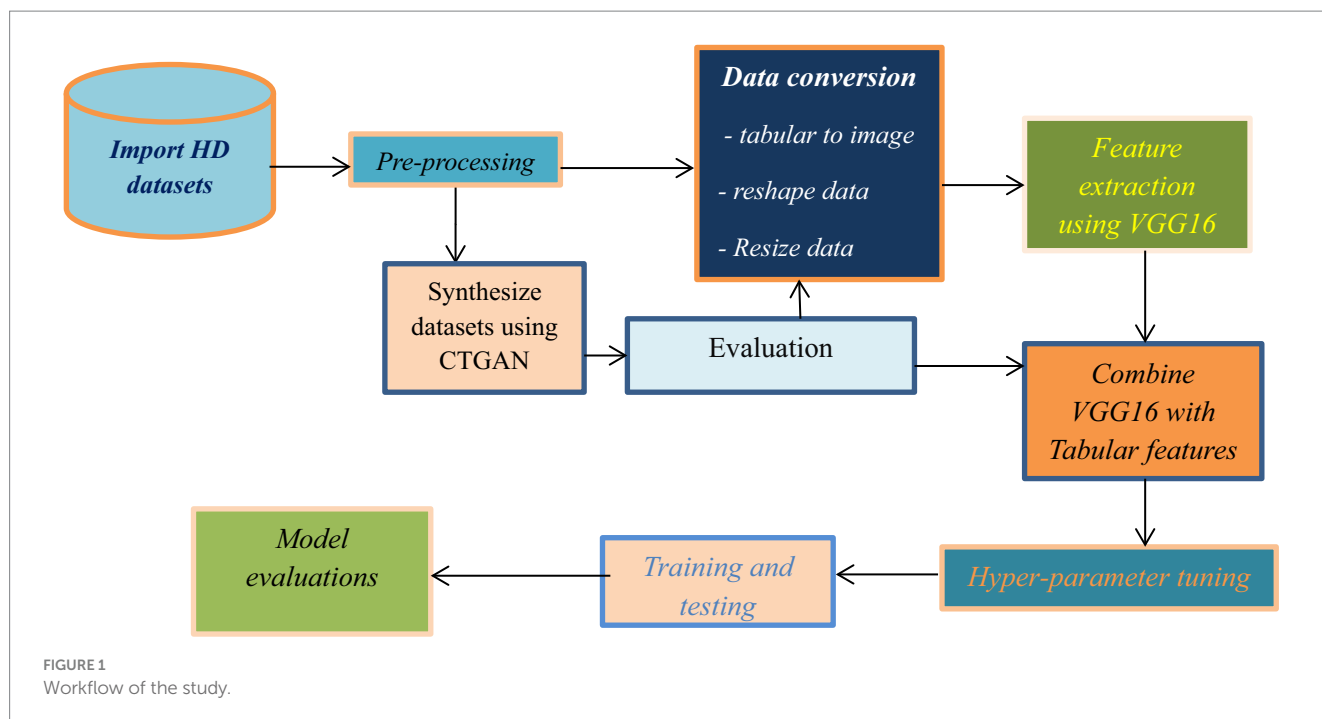 Import HD
datasets
Pre-processing
Data conversion
- tabular to image
- reshape data
- Resize data
Feature
extraction
using VGG16
Synthesize
datasets using
CTGAN
Evaluation
Combine
VGG16 with
Tabular features
Model
evaluations
Training and
testing
Hyper-parameter tuning
FIGURE 1
Workflow of the study.